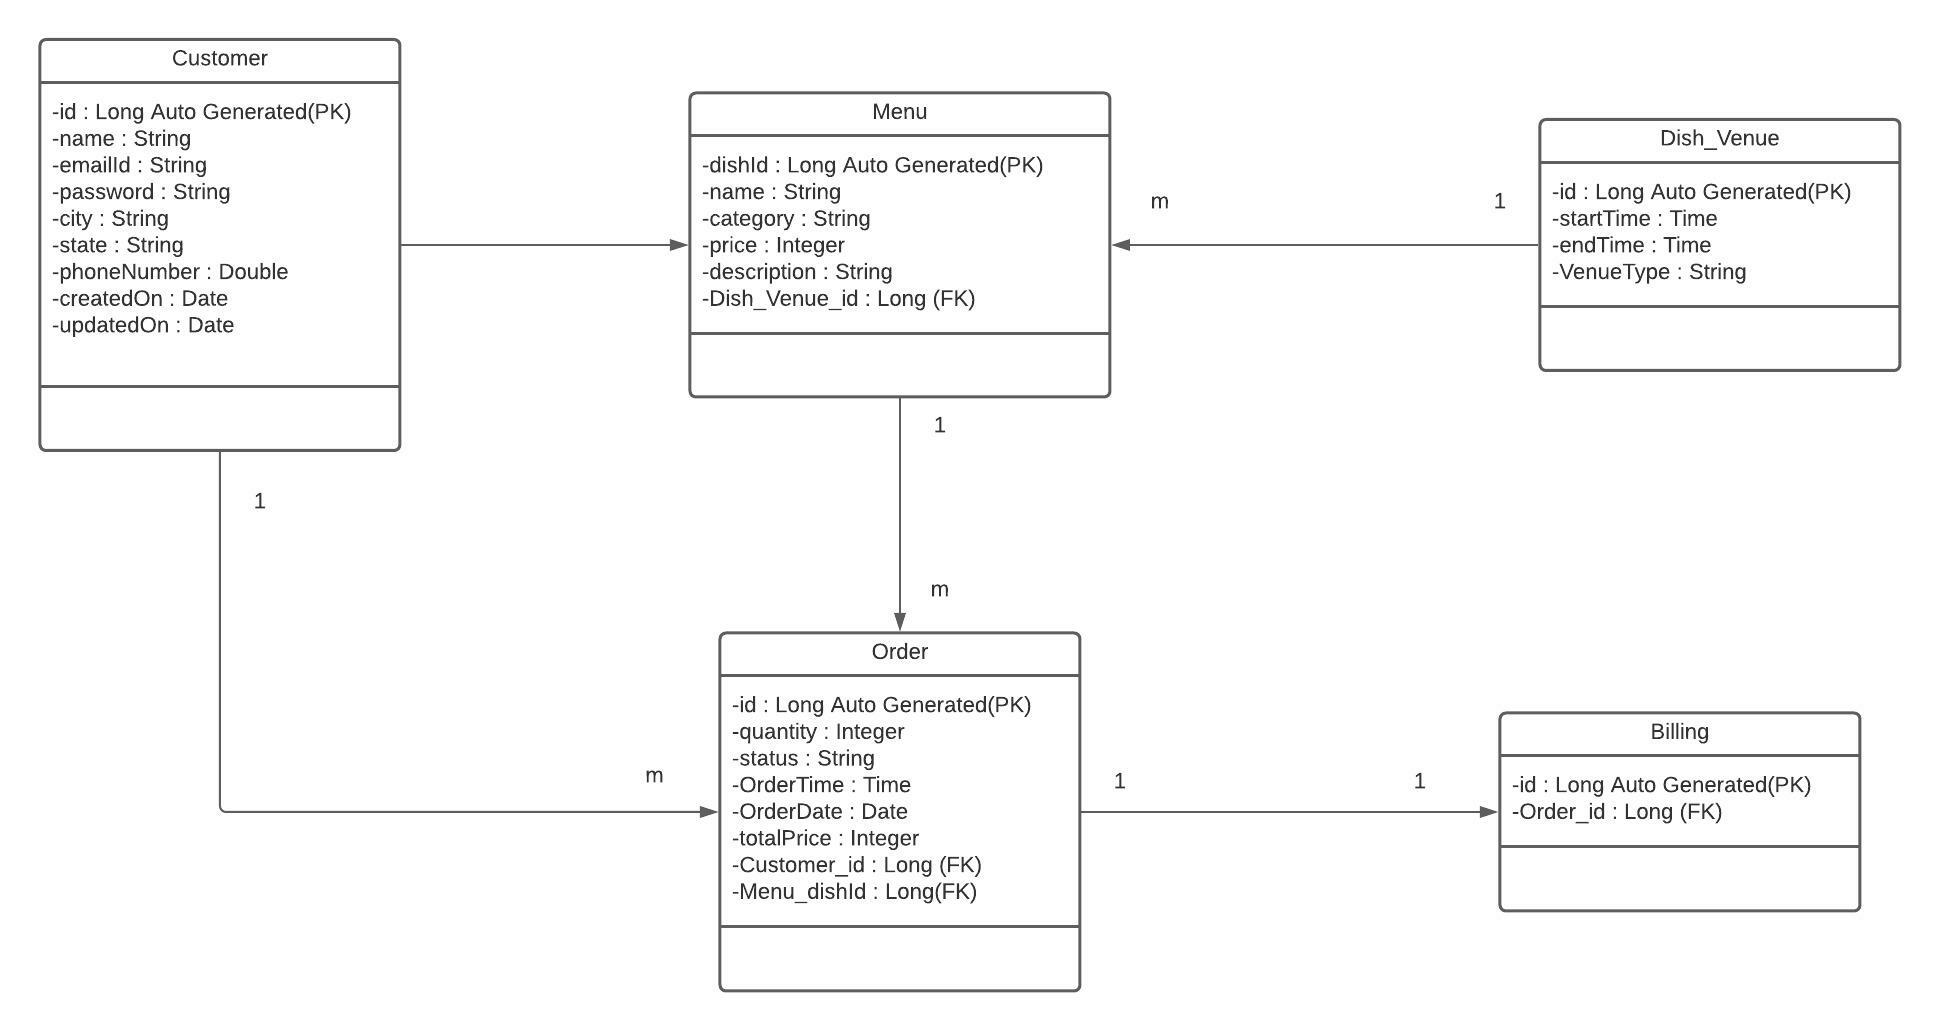 Customer
-id : Long Auto Generated(PK)
-name : String
-emailId : String
-password : String
-city : String
-state : String
-phoneNumber : Double
-createdOn : Date
-updatedOn : Date
Menu
-dishId : Long Auto Generated(PK)
-name : String
-category : String
-price : Integer
-description : String
-Dish_Venue_id : Long (FK)
m
1
Dish_Venue
-id : Long Auto Generated(PK)
-startTime : Time
-endTime : Time
-VenueType : String
1
m
1
m
Order
-id : Long Auto Generated(PK)
-quantity : Integer
-status : String
-OrderTime : Time
-OrderDate : Date
-totalPrice : Integer
-Customer_id : Long (FK)
-Menu_dishId : Long(FK)
1
1
Billing
-id : Long Auto Generated(PK)
-Order_id : Long (FK)